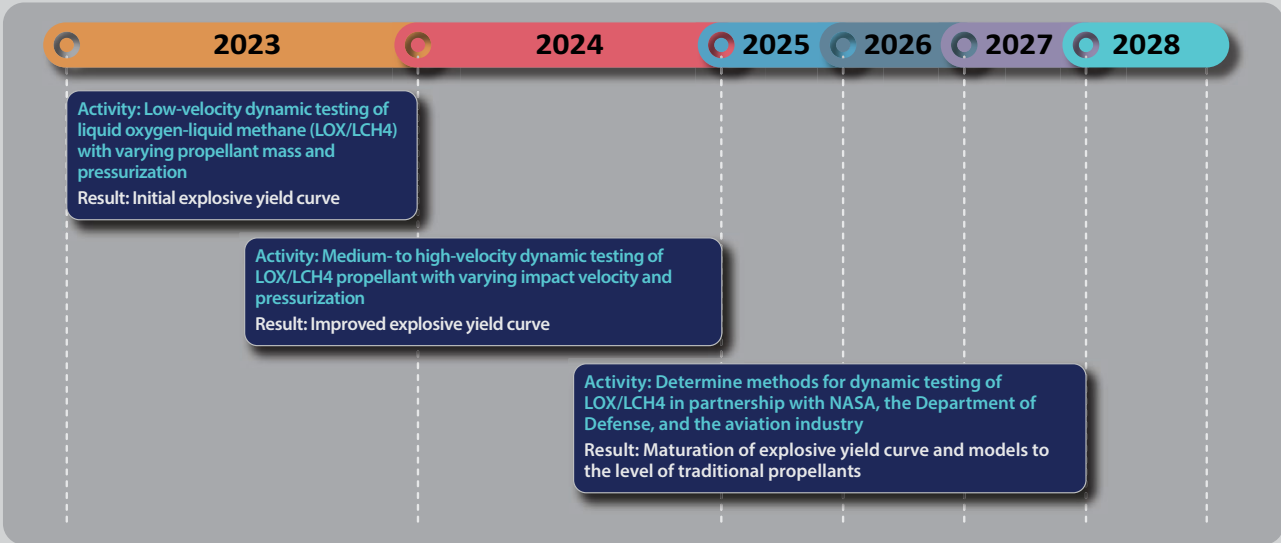 2023
2024
2025
2026
2027
2028
Activity: Low-velocity dynamic testing of
liquid oxygen-liquid methane (LOX/LCH4)
with varying propellant mass and
pressurization
Result: Initial explosive yield curve
Activity: Medium- to high-velocity dynamic testing of
LOX/LCH4 propellant with varying impact velocity and
pressurization
Result: Improved explosive yield curve
Activity: Determine methods for dynamic testing of
LOX/LCH4 in partnership with NASA, the Department of
Defense, and the aviation industry
Result: Maturation of explosive yield curve and models to
the level of traditional propellants